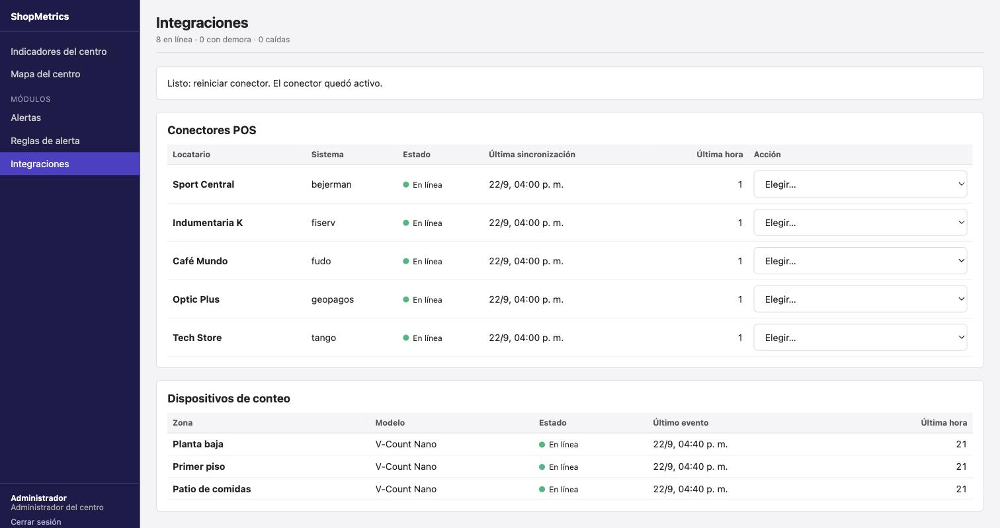 ShopMetrics
Indicadores del centro
Mapa del centro
MÓDULOS
Alertas
Reglas de alerta
Integraciones
Administrador
Administrador del centro
Cerrar sesión
Integraciones
8 en línea · 0 con demora · 0 caídas
Listo: reiniciar conector. El conector quedó activo.
Conectores POS
Locatario Sistema Estado Última sincronización Última hora Acción
Sport Central bejerman En línea 22/9, 04:00 p. m. 1 Elegir...
Indumentaria K fiserv En línea 22/9, 04:00 p. m. 1 Elegir...
Café Mundo fudo En línea 22/9, 04:00 p. m. 1 Elegir...
Optic Plus geopagos En línea 22/9, 04:00 p. m. 1 Elegir...
Tech Store tango En línea 22/9, 04:00 p. m. 1 Elegir...
Dispositivos de conteo
Zona Modelo Estado Último evento Última hora
Planta baja V-Count Nano En línea 22/9, 04:40 p. m. 21
Primer piso V-Count Nano En línea 22/9, 04:40 p. m. 21
Patio de comidas V-Count Nano En línea 22/9, 04:40 p. m. 21